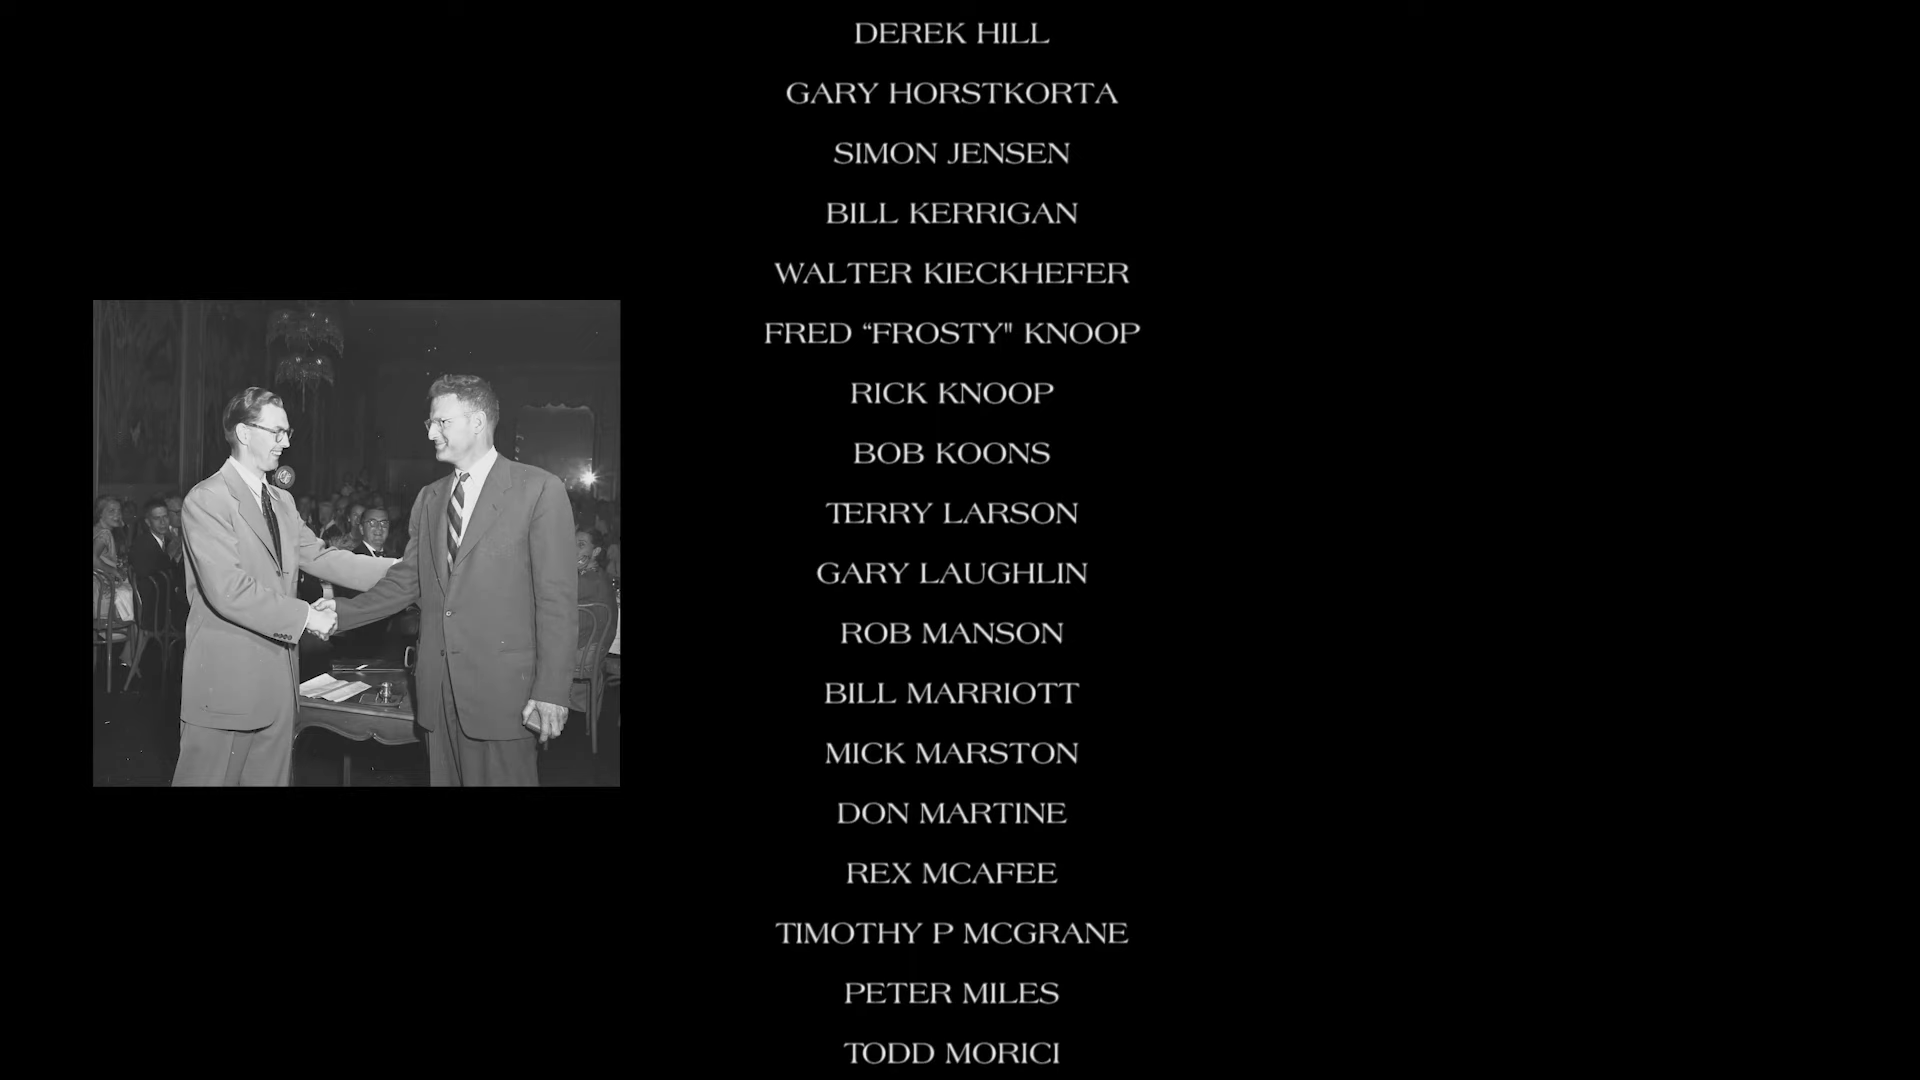 DEREK HILL
GARY HORSTKORTA
SIMON JENSEN
BILL KERRIGAN
WALTER KIECKHEFER
FRED “FROSTY" KNOOP
RICK KNOOP
BOB KOONS
TERRY LARSON
GARY LAUGHLIN
ROB MANSON
BILL MARRIOTT
MICK MARSTON
DON MARTINE
REX MCAFEE
TIMOTHY P MCGRANE
PETER MILES
TODD MORICI